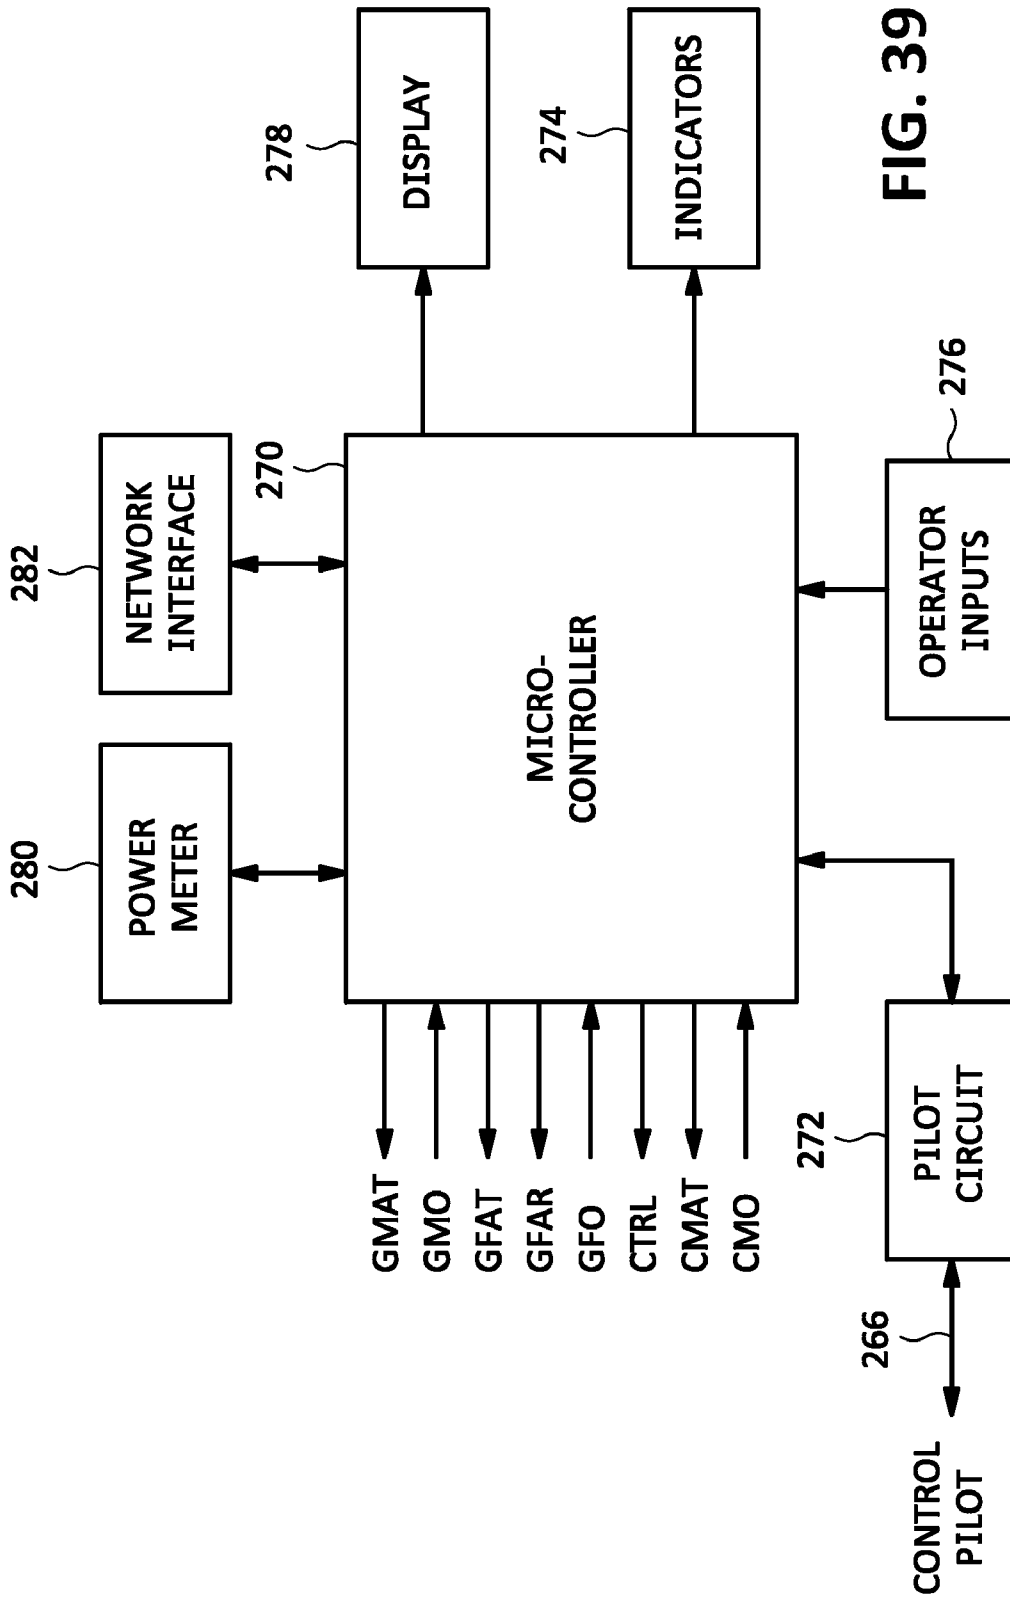 282
NETWORK
INTERFACE
280
POWER
METER
278
DISPLAY
274
INDICATORS
270
MICRO-
CONTROLLER
GMAT
GMO
GFAT
GFAR
GFO
CTRL
CMAT
CMO
276
OPERATOR
INPUTS
272
PILOT
CIRCUIT
266
CONTROL
PILOT
FIG. 39